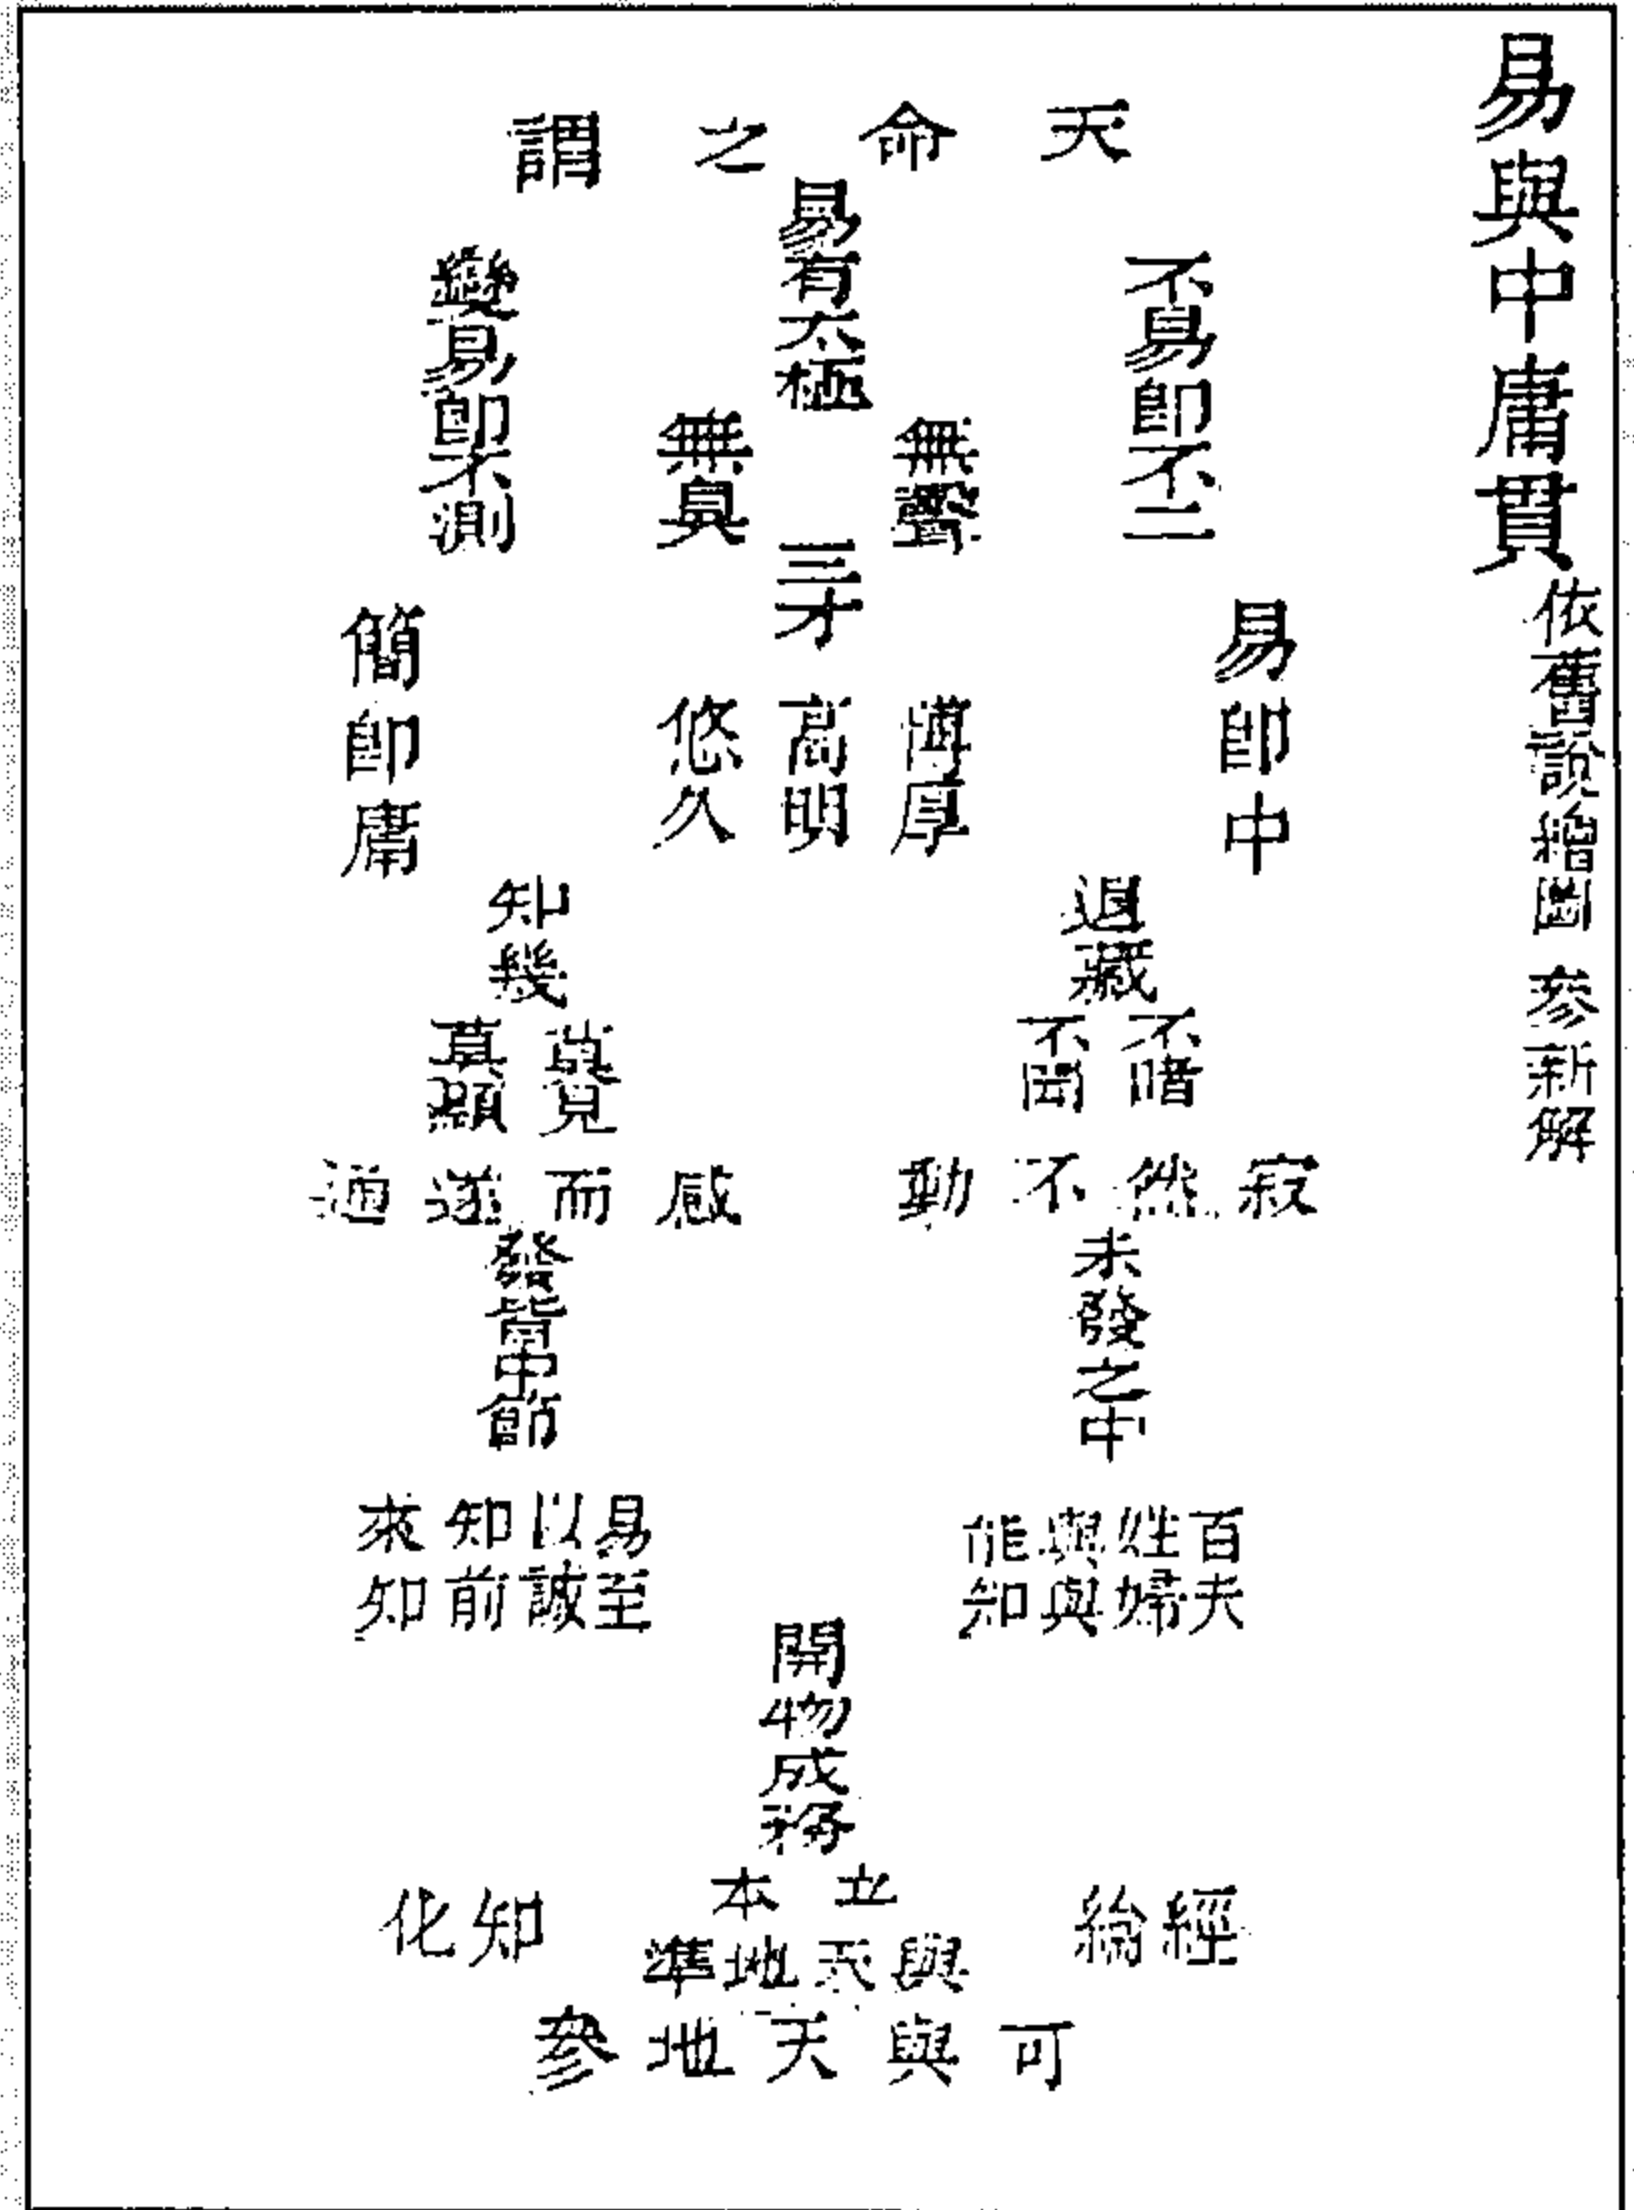 易與中庸貫
依舊說繪圖 參新解
天命之謂
易有太極
不易即不二
變易即不測
無聲
無臭
三才
易即中
簡即庸
博厚
高明
悠久
退藏
知幾
不睹
不聞
莫見
莫顯
寂然不動
感而遂通
未發之中
發皆中節
百姓與能
夫婦與知
易以知來
至誠前知
開物成務
經綸
立本
知化
與天地準
可與天地參